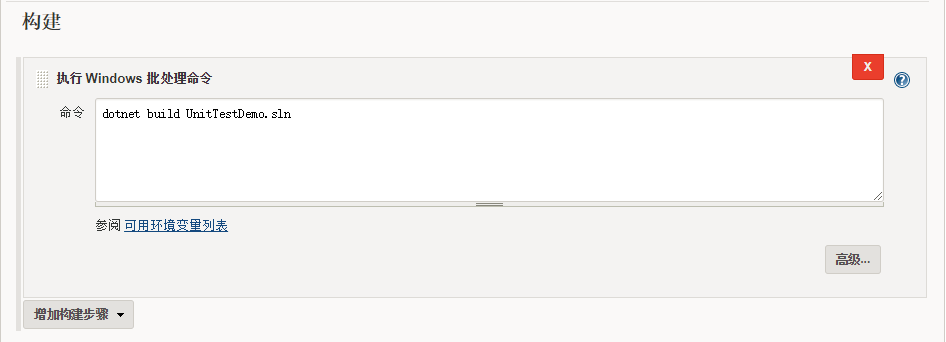 构建
执行 Windows 批处理命令
X
命令
dotnet build UnitTestDemo.sln
参阅 可用环境变量列表
高级...
增加构建步骤